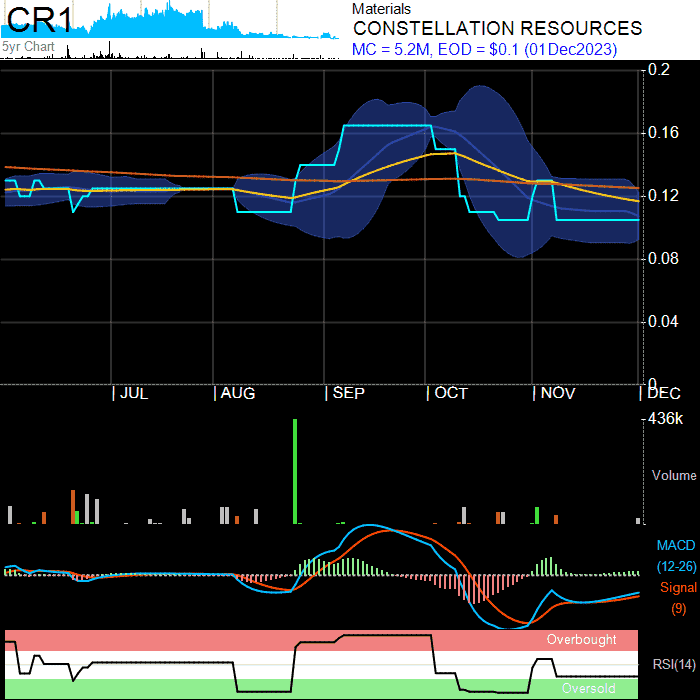 CR1
5yr Chart
Materials
CONSTELLATION RESOURCES
MC = 5.2M, EOD = $0.1 (01Dec2023)
0.2
0.16
0.12
0.08
0.04
0
JUL AUG SEP OCT NOV DEC
436k
Volume
MACD
(12-26)
Signal
(9)
Overbought
RSI(14)
Oversold